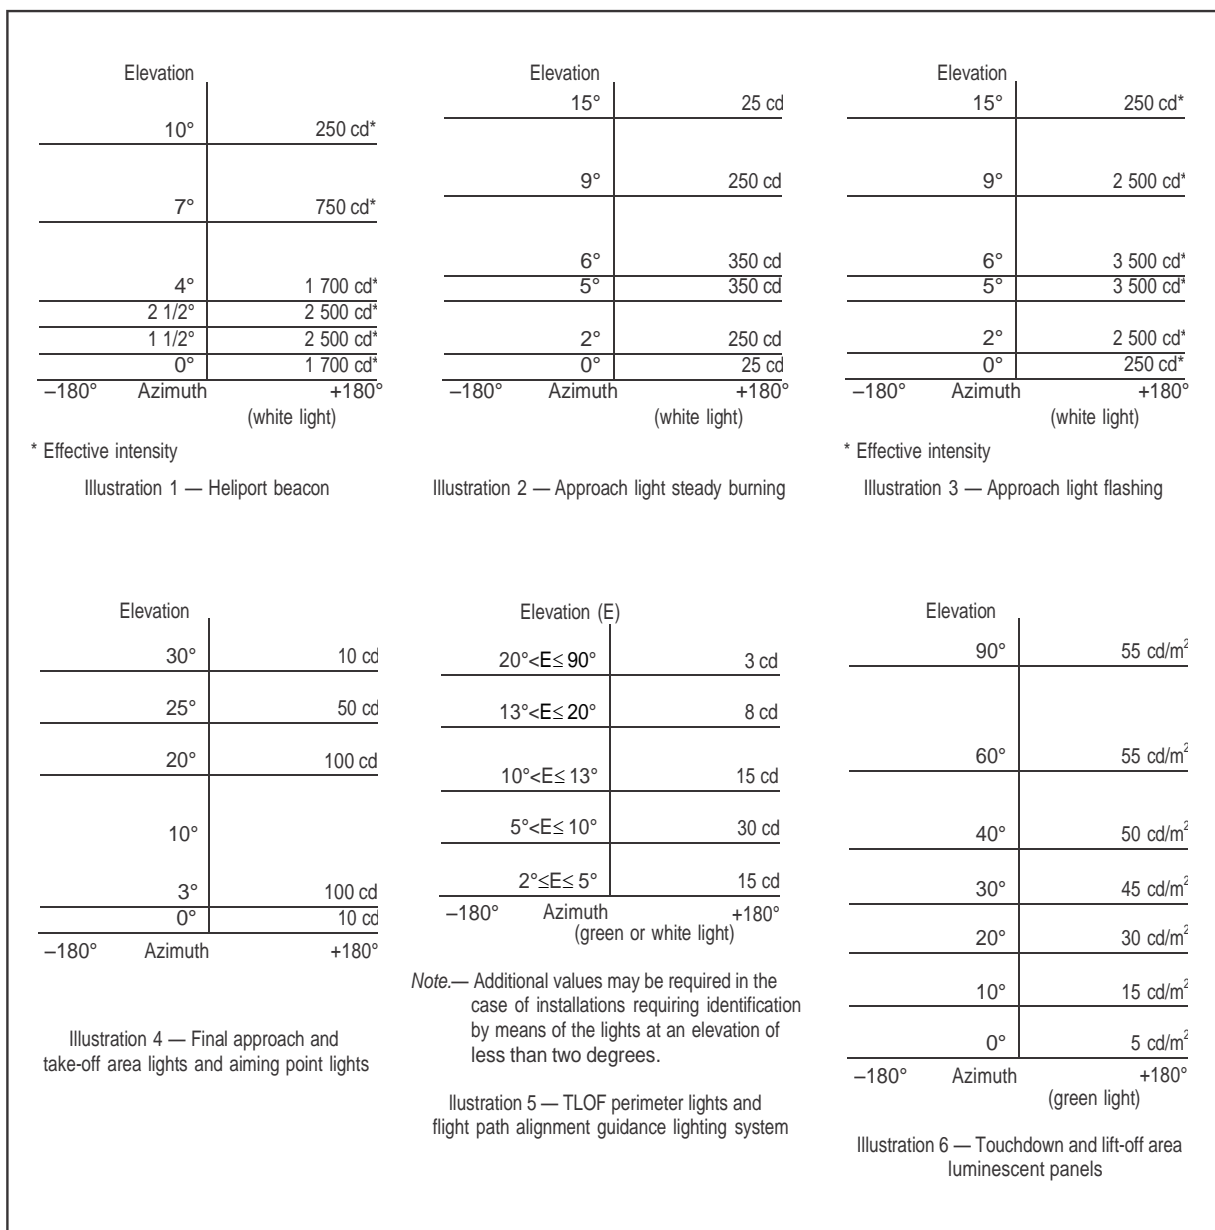 Elevation
10° 250 cd*
7° 750 cd*
4° 1 700 cd*
2 1/2° 2 500 cd*
1 1/2° 2 500 cd*
0° 1 700 cd*
–180° Azimuth +180°
(white light)
* Effective intensity
Illustration 1 — Heliport beacon
Elevation
15° 25 cd
9° 250 cd
6° 350 cd
5° 350 cd
2° 250 cd
0° 25 cd
–180° Azimuth +180°
(white light)
Illustration 2 — Approach light steady burning
Elevation
15° 250 cd*
9° 2 500 cd*
6° 3 500 cd*
5° 3 500 cd*
2° 2 500 cd*
0° 250 cd*
–180° Azimuth +180°
(white light)
* Effective intensity
Illustration 3 — Approach light flashing
Elevation
30° 10 cd
25° 50 cd
20° 100 cd
10°
3° 100 cd
0° 10 cd
–180° Azimuth +180°
Illustration 4 — Final approach and
take-off area lights and aiming point lights
Elevation (E)
20°<E≤ 90° 3 cd
13°<E≤ 20° 8 cd
10°<E≤ 13° 15 cd
5°<E≤ 10° 30 cd
2°≤E≤ 5° 15 cd
–180° Azimuth +180°
(green or white light)
Note.— Additional values may be required in the
case of installations requiring identification
by means of the lights at an elevation of
less than two degrees.
llustration 5 — TLOF perimeter lights and
flight path alignment guidance lighting system
Elevation
90° 55 cd/m²
60° 55 cd/m²
40° 50 cd/m²
30° 45 cd/m²
20° 30 cd/m²
10° 15 cd/m²
0° 5 cd/m²
–180° Azimuth +180°
(green light)
Illustration 6 — Touchdown and lift-off area
luminescent panels